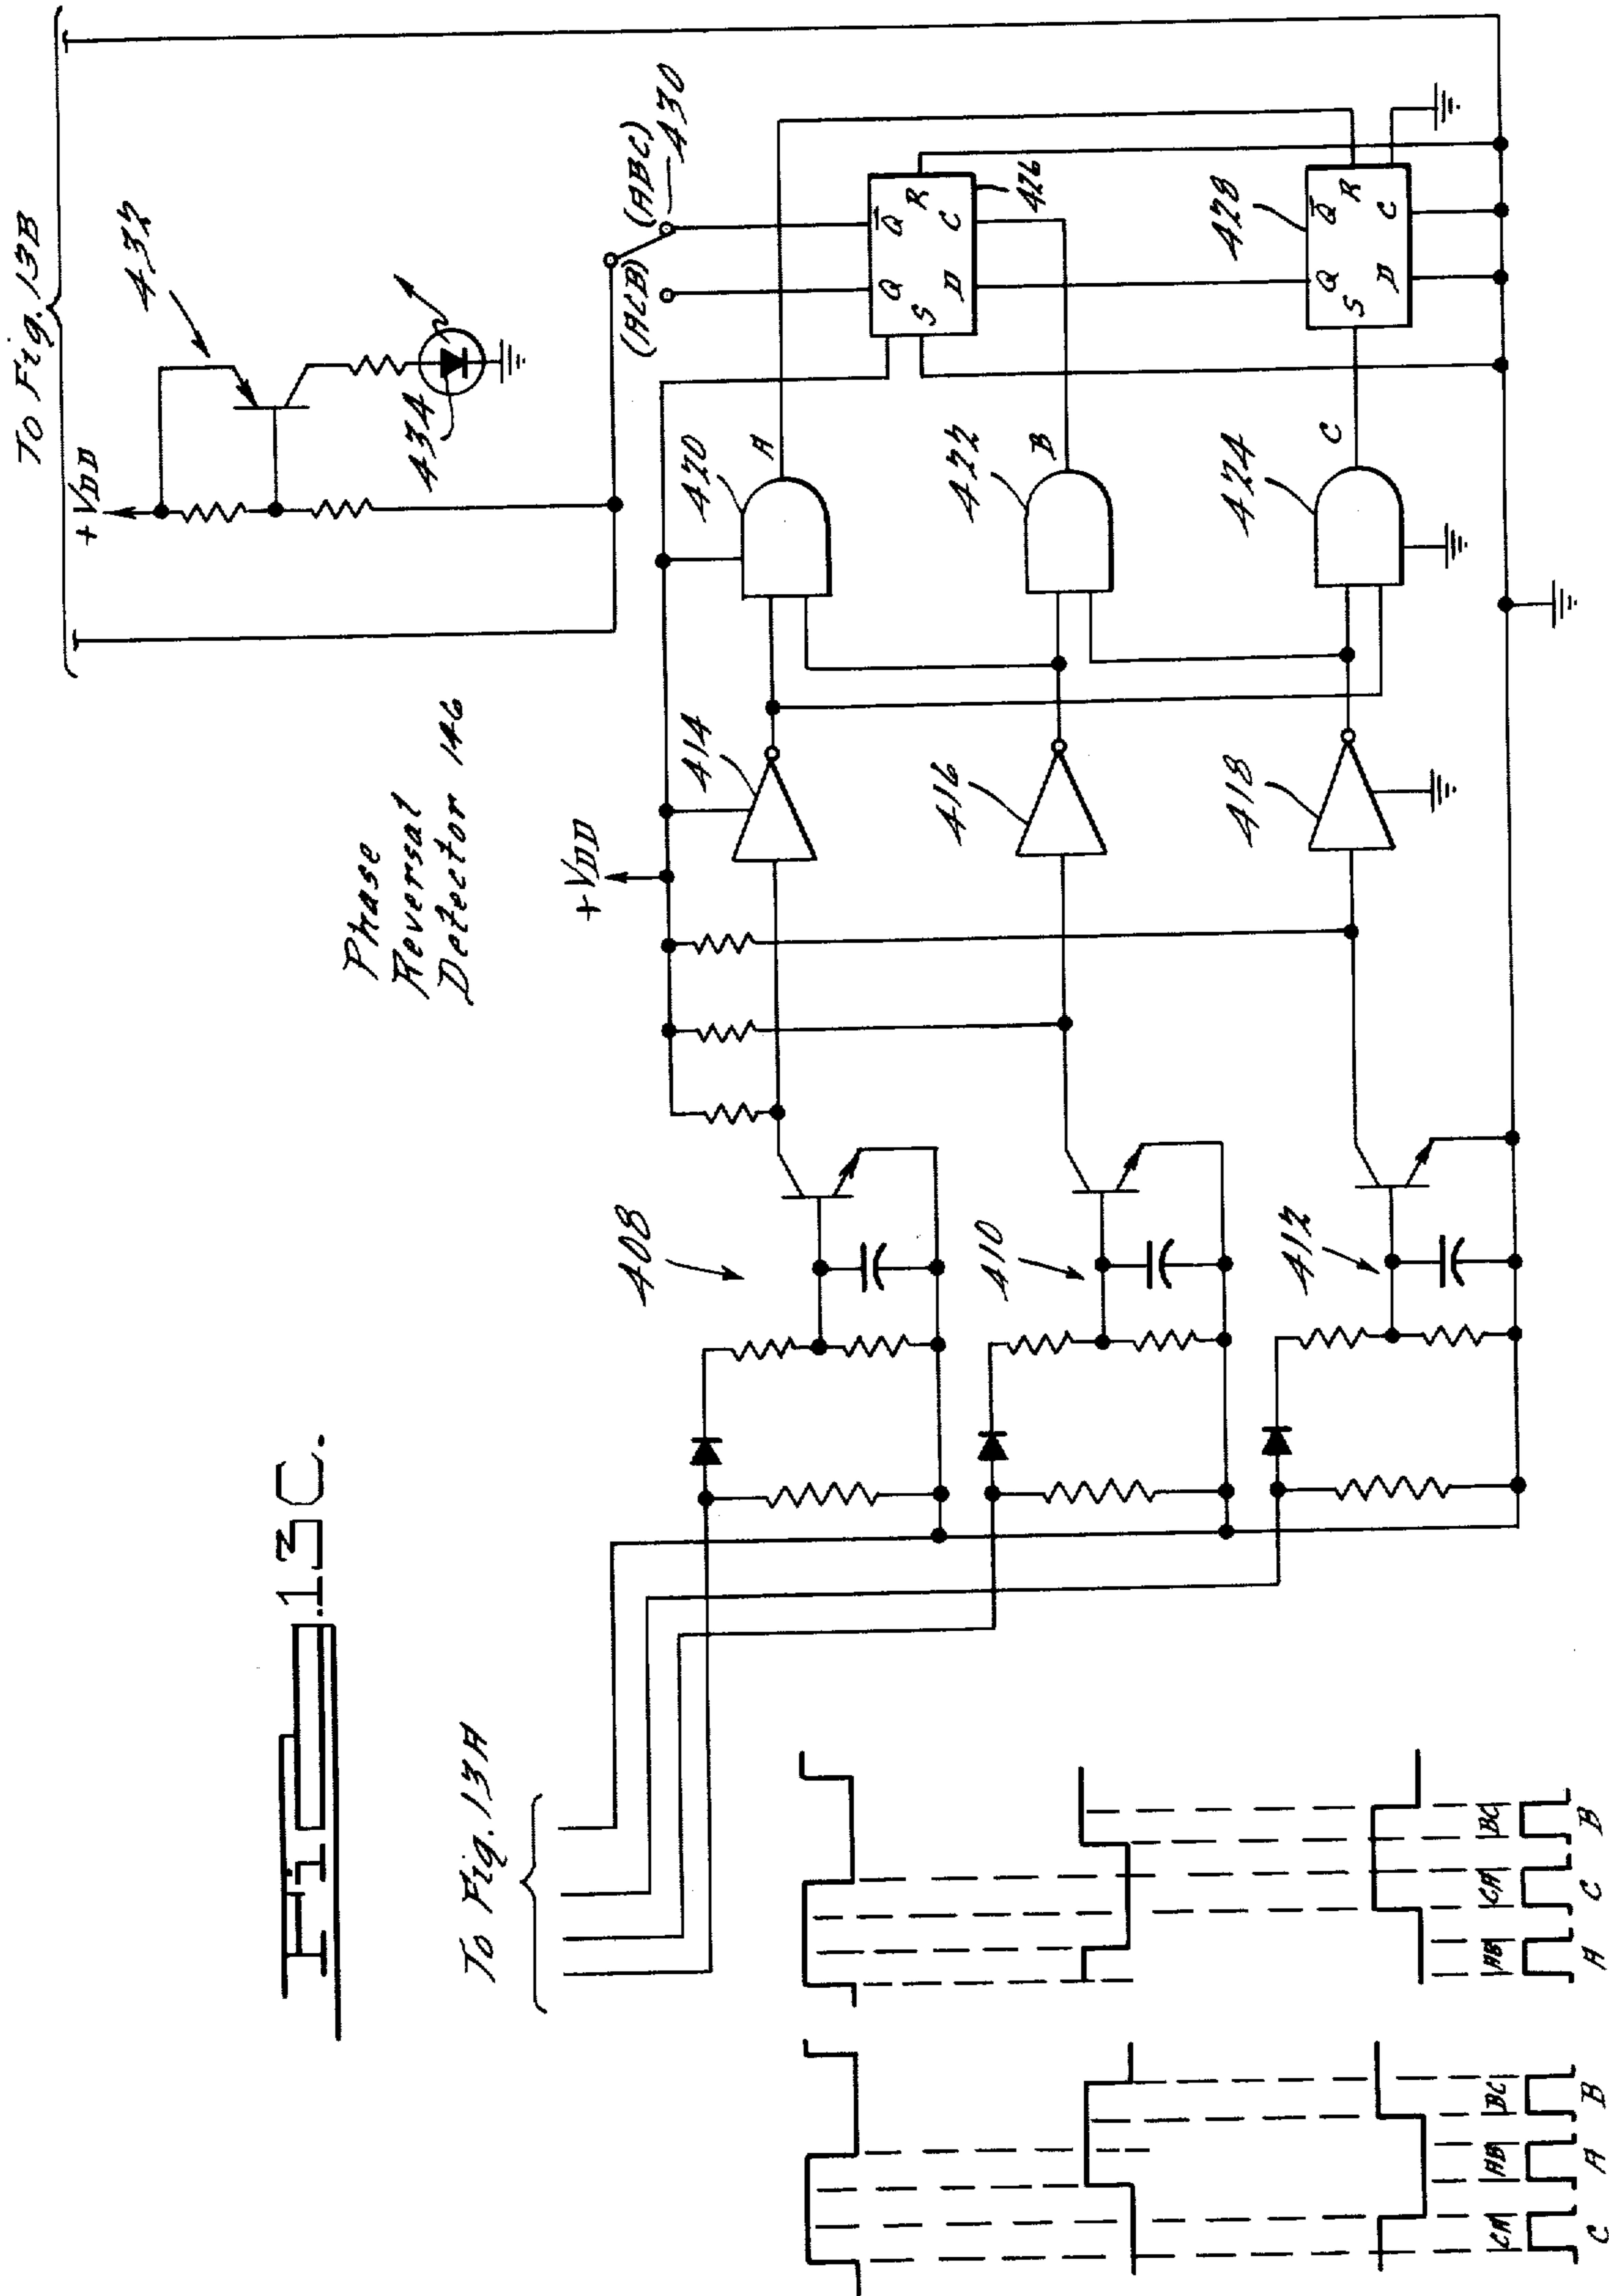 Fig.13C.
To Fig. 13A
To Fig. 13B
Phase
Reversal
Detector 146
+VDD
432
434
(ACB)
(ABC)
430
+VDD
408
410
412
414
416
418
420
422
424
A
B
C
Q
Q̄
S
R
D
C
426
Q
Q̄
S
R
D
C
428
CA
AB
BC
C
A
B
AB
CA
BC
A
C
B